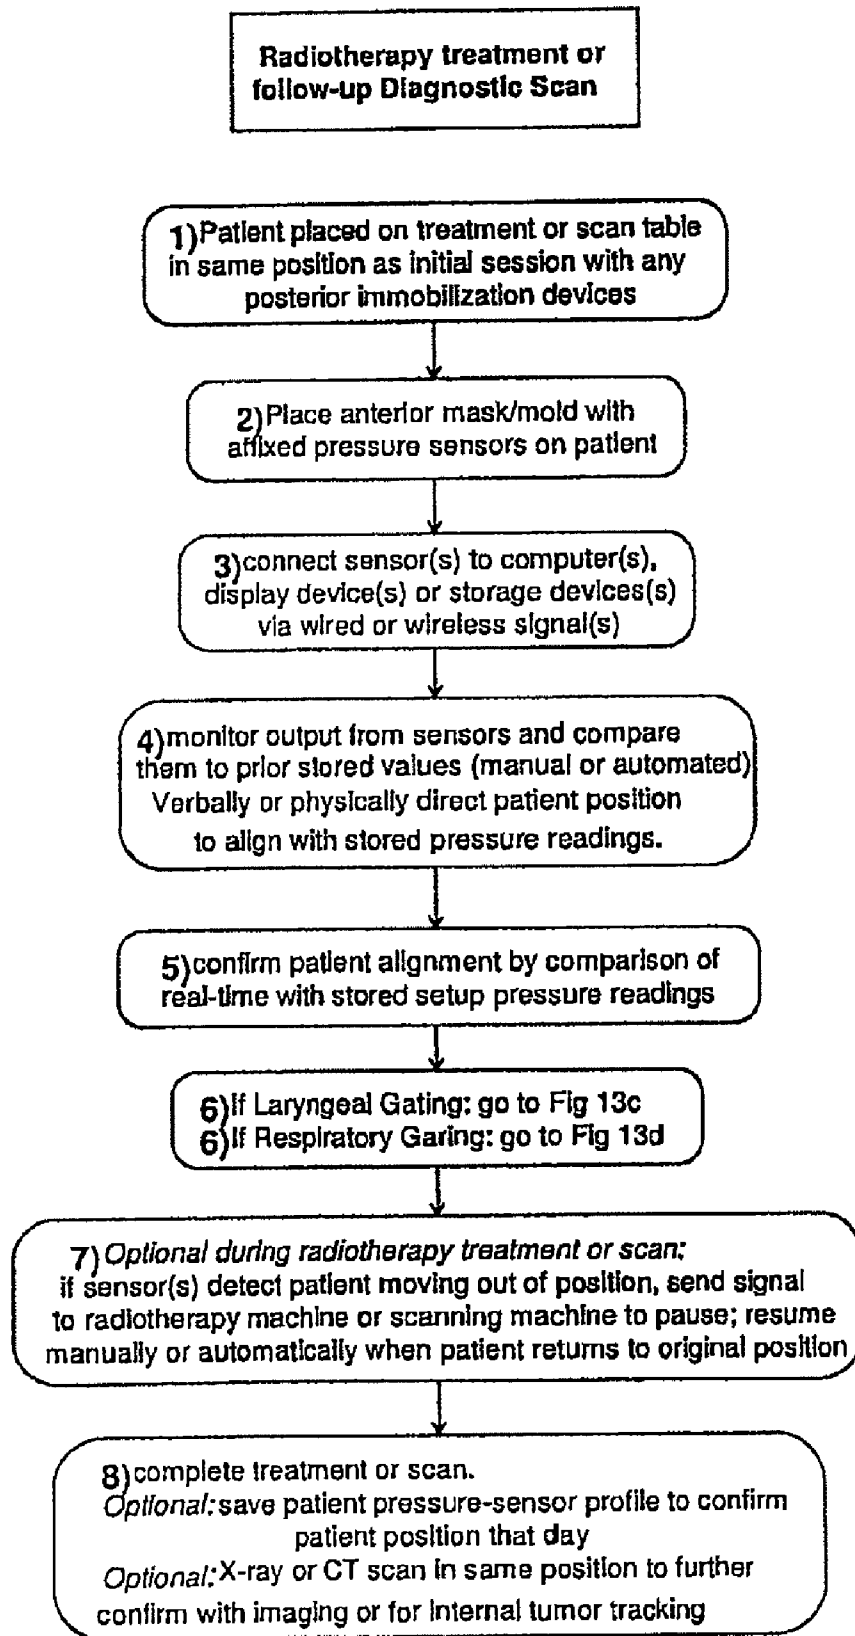 Radiotherapy treatment or
follow-up Diagnostic Scan
1) Patient placed on treatment or scan table
in same position as initial session with any
posterior immobilization devices
2) Place anterior mask/mold with
affixed pressure sensors on patient
3) connect sensor(s) to computer(s),
display device(s) or storage devices(s)
via wired or wireless signal(s)
4) monitor output from sensors and compare
them to prior stored values (manual or automated)
Verbally or physically direct patient position
to align with stored pressure readings.
5) confirm patient alignment by comparison of
real-time with stored setup pressure readings
6) If Laryngeal Gating: go to Fig 13c
6) If Respiratory Garing: go to Fig 13d
7) Optional during radiotherapy treatment or scan:
if sensor(s) detect patient moving out of position, send signal
to radiotherapy machine or scanning machine to pause; resume
manually or automatically when patient returns to original position
8) complete treatment or scan.
Optional: save patient pressure-sensor profile to confirm
patient position that day
Optional: X-ray or CT scan in same position to further
confirm with imaging or for internal tumor tracking